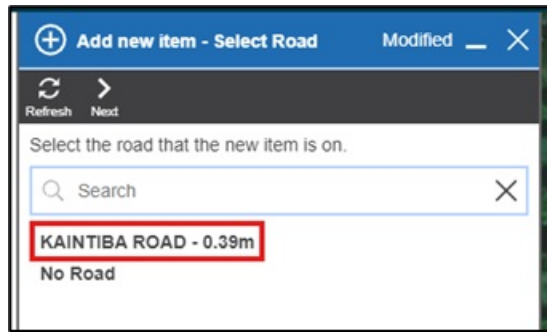 Add new item - Select Road Modified
Refresh Next
Select the road that the new item is on.
Search
KAINTIBA ROAD - 0.39m
No Road